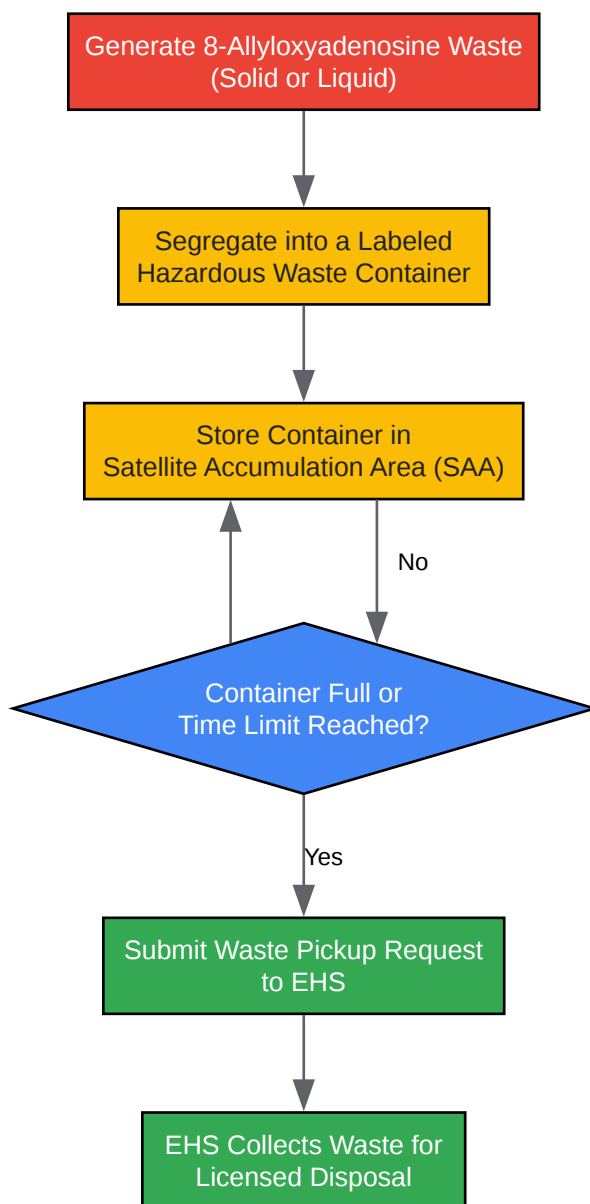 Generate 8-Allyloxyadenosine Waste
(Solid or Liquid)
Segregate into a Labeled
Hazardous Waste Container
Store Container in
Satellite Accumulation Area (SAA)
No
Container Full or
Time Limit Reached?
Yes
Submit Waste Pickup Request
to EHS
EHS Collects Waste for
Licensed Disposal